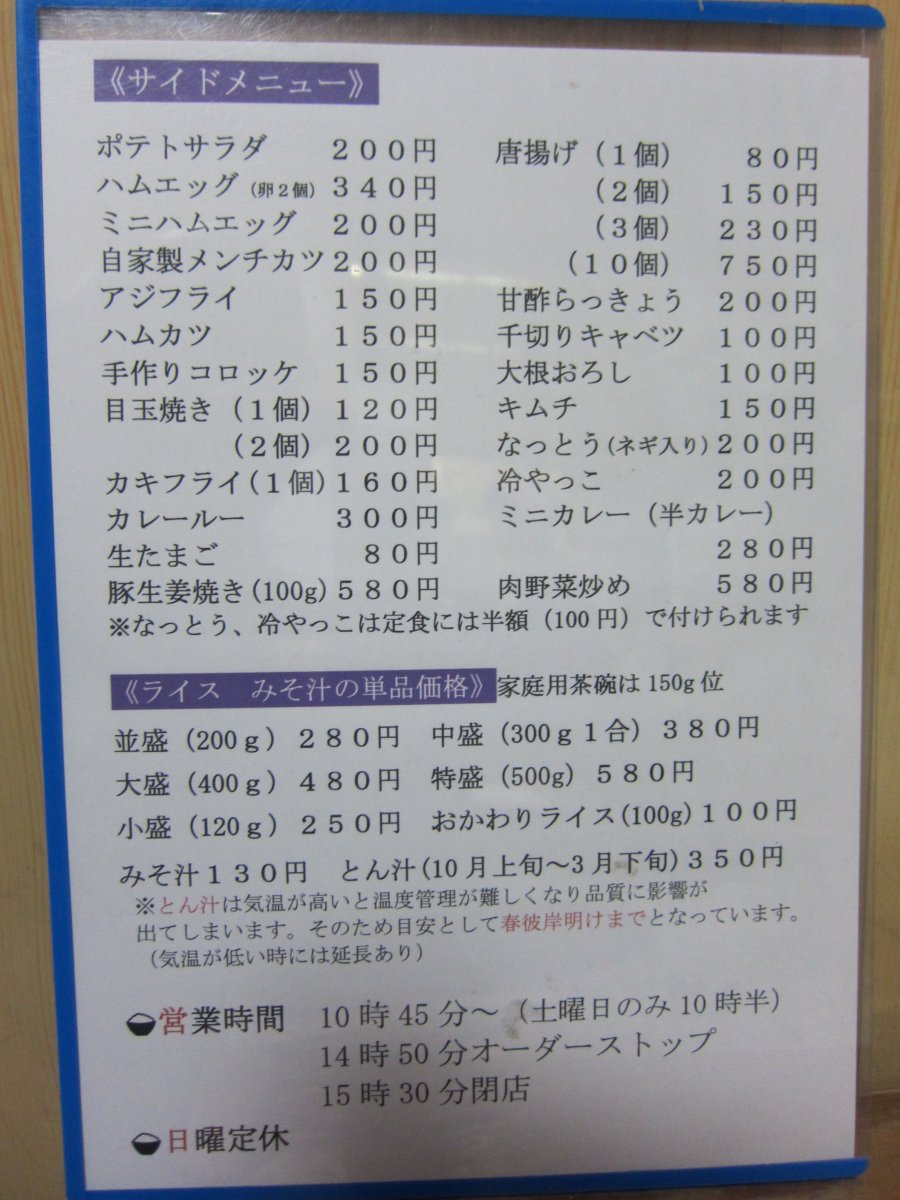 《サイドメニュー》
ポテトサラダ　２００円
ハムエッグ（卵２個）３４０円
ミニハムエッグ　２００円
自家製メンチカツ２００円
アジフライ　１５０円
ハムカツ　１５０円
手作りコロッケ　１５０円
目玉焼き（１個）１２０円
（２個）２００円
カキフライ(１個)１６０円
カレールー　３００円
生たまご　８０円
豚生姜焼き(100g)５８０円
唐揚げ（１個）　８０円
（２個）　１５０円
（３個）　２３０円
（１０個）　７５０円
甘酢らっきょう　２００円
千切りキャベツ　１００円
大根おろし　１００円
キムチ　１５０円
なっとう(ネギ入り)２００円
冷やっこ　２００円
ミニカレー（半カレー）
２８０円
肉野菜炒め　５８０円
※なっとう、冷やっこは定食には半額（100 円）で付けられます
《ライス　みそ汁の単品価格》家庭用茶碗は 150g 位
並盛（200ｇ）２８０円　中盛（300ｇ１合）３８０円
大盛（400ｇ）４８０円　特盛（500g）５８０円
小盛（120ｇ）２５０円　おかわりライス(100g)１００円
みそ汁１３０円　とん汁(10 月上旬～3 月下旬)３５０円
※とん汁は気温が高いと温度管理が難しくなり品質に影響が
出てしまいます。そのため目安として春彼岸明けまでとなっています。
（気温が低い時には延長あり）
営業時間　10 時 45 分～（土曜日のみ 10 時半）
14 時 50 分オーダーストップ
15 時 30 分閉店
日曜定休